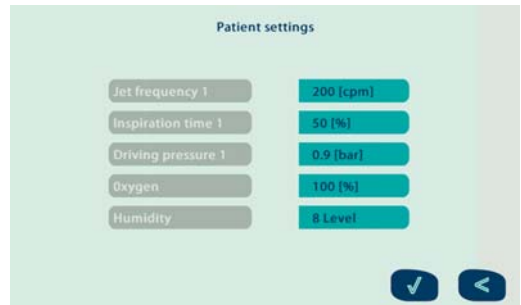 Patient settings
Jet frequency 1 200 [cpm]
Inspiration time 1 50 [%]
Driving pressure 1 0.9 [bar]
0xygen 100 [%]
Humidity 8 Level